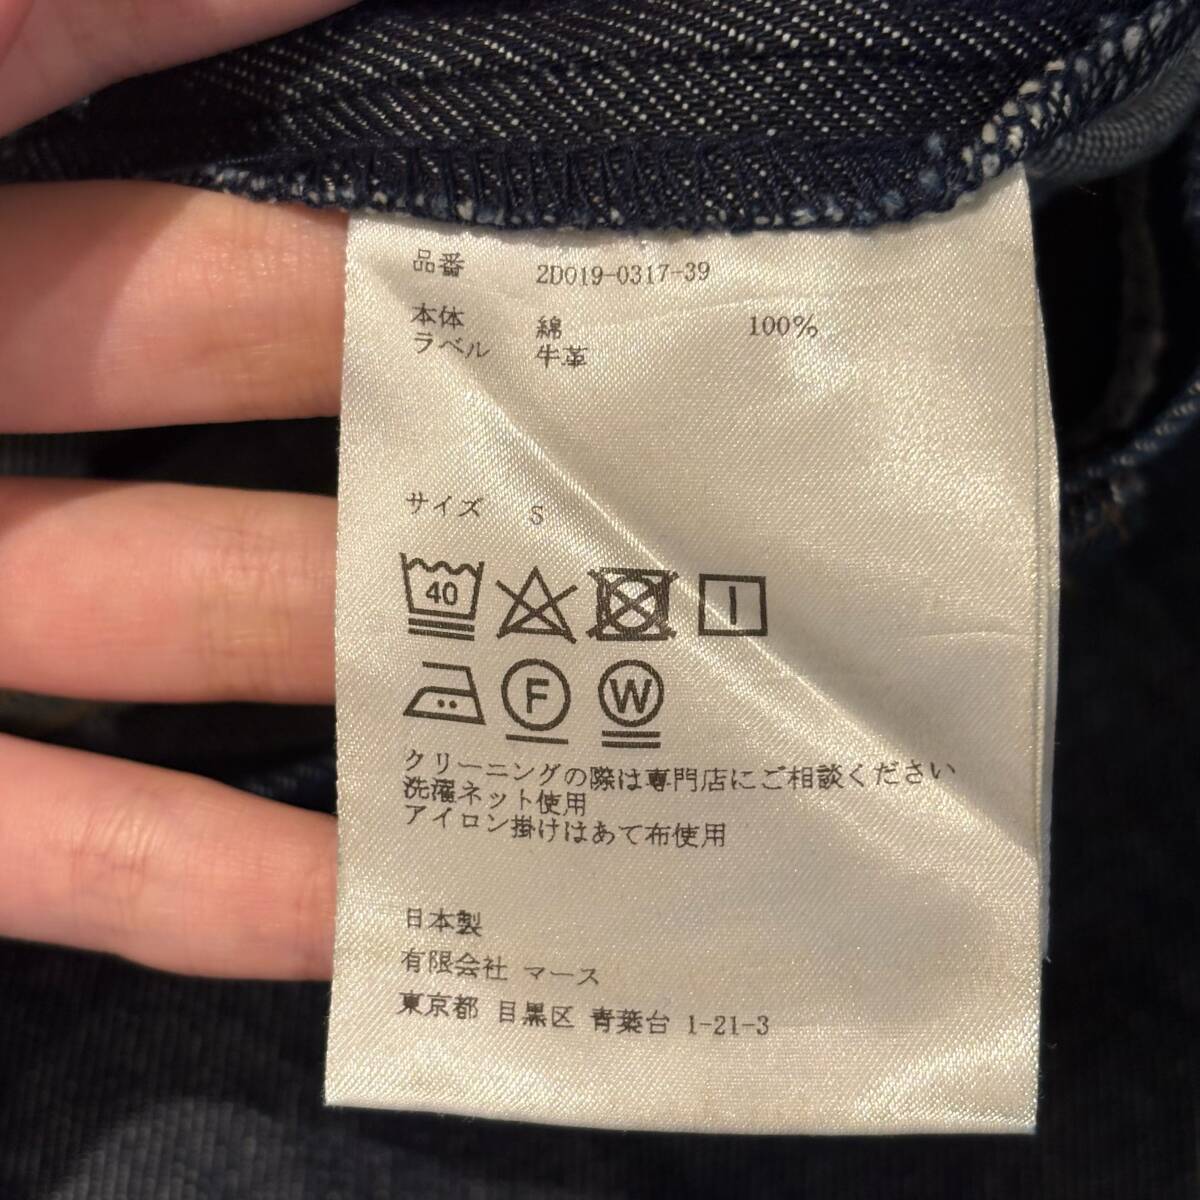 品番 2D019-0317-39
本体 綿 100%
ラベル 牛革
サイズ S
40
F W
クリーニングの際は専門店にご相談ください
洗濯ネット使用
アイロン掛けはあて布使用
日本製
有限会社 マース
東京都 目黒区 青葉台 1-21-3